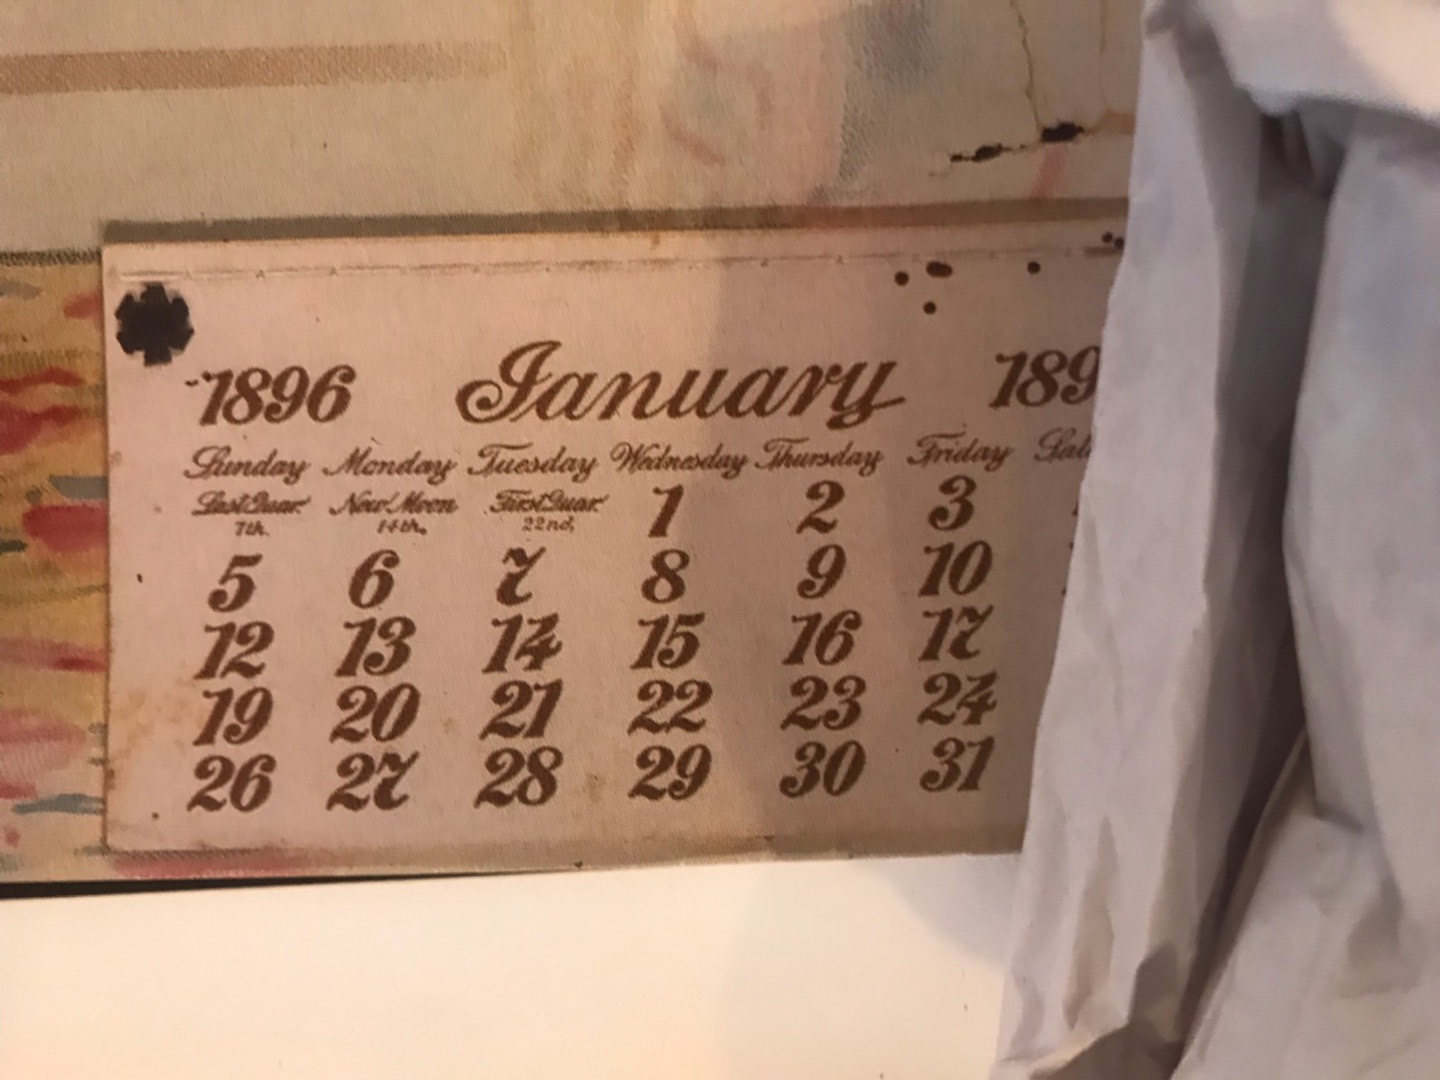 1896 January 189
Sunday Monday Tuesday Wednesday Thursday Friday
Last Quar. New Moon First Quar. 1 2 3
7th. 14th. 22nd.
5 6 7 8 9 10
12 13 14 15 16 17
19 20 21 22 23 24
26 27 28 29 30 31